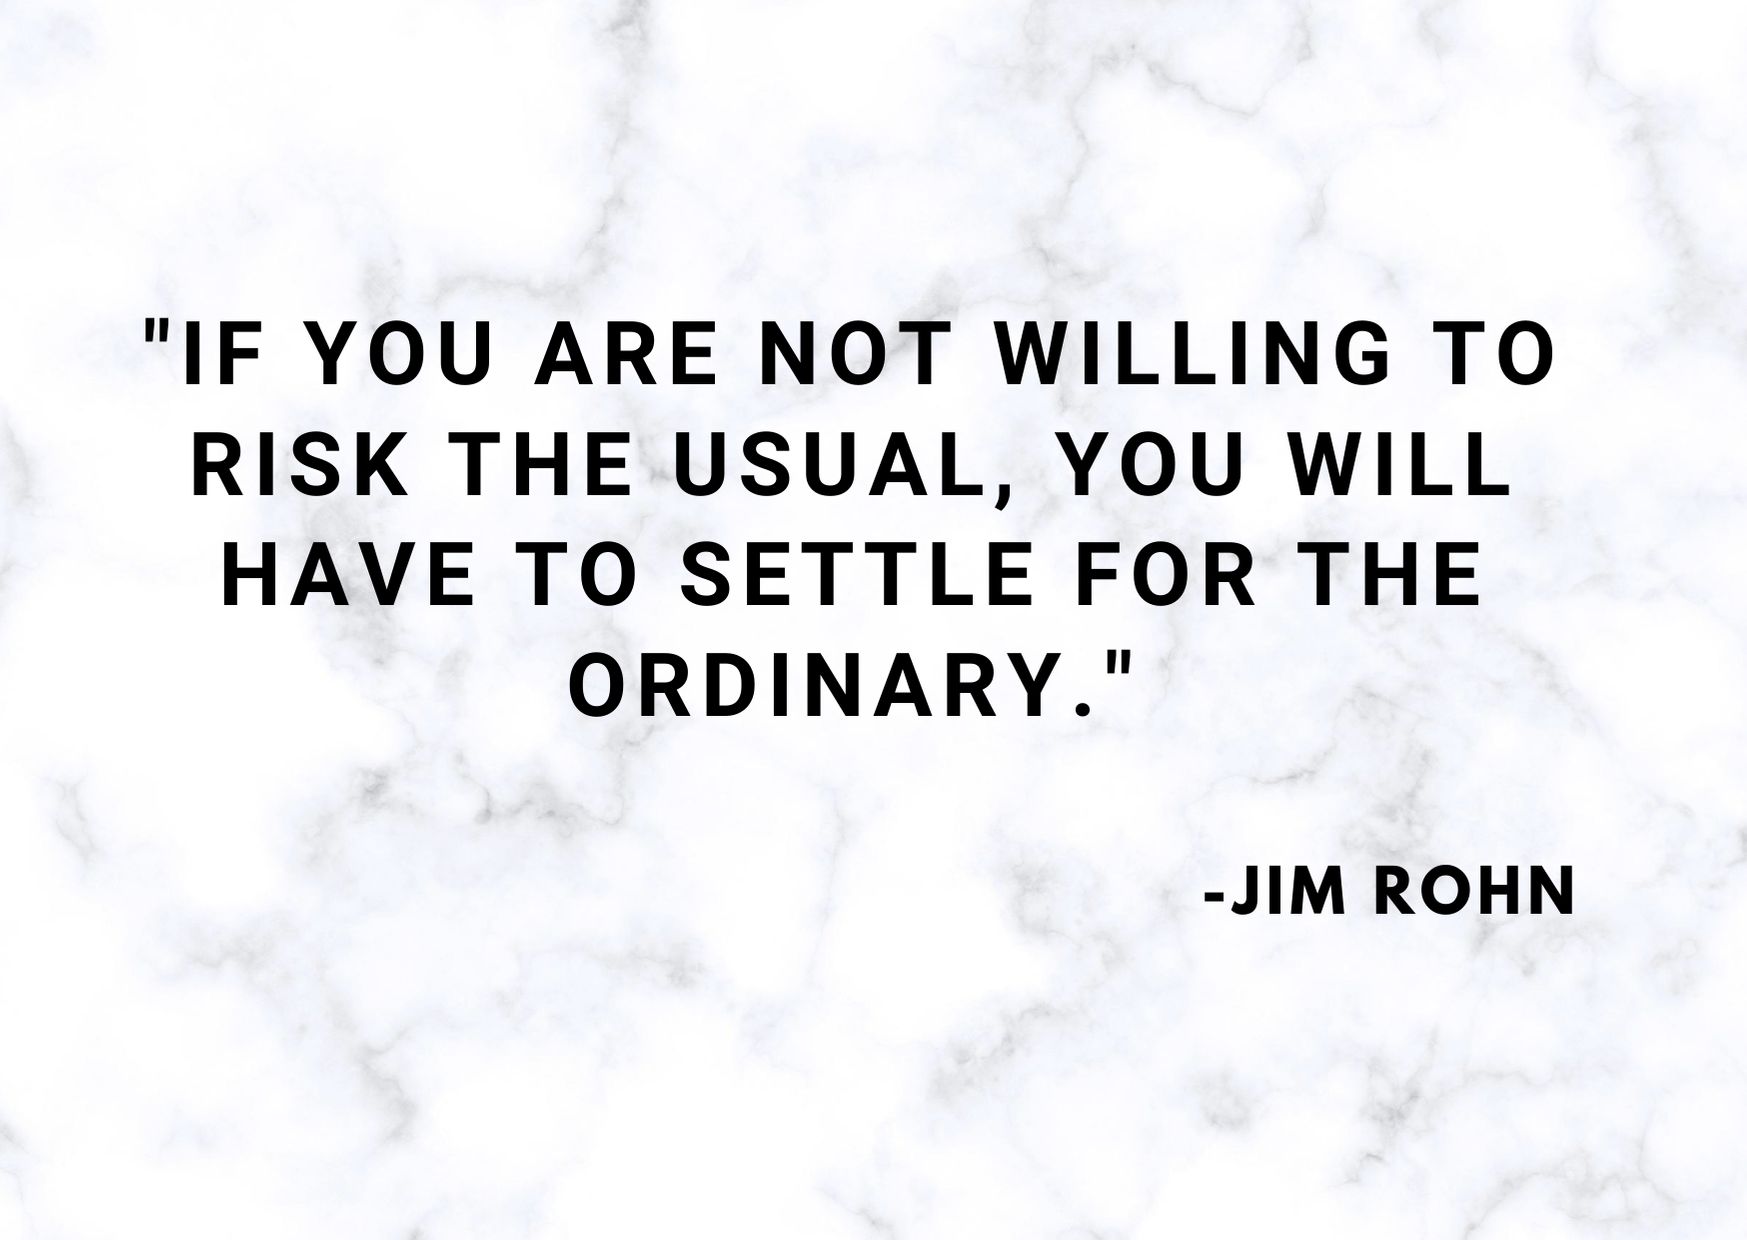 "IF YOU ARE NOT WILLING TO
RISK THE USUAL, YOU WILL
HAVE TO SETTLE FOR THE
ORDINARY."
-JIM ROHN